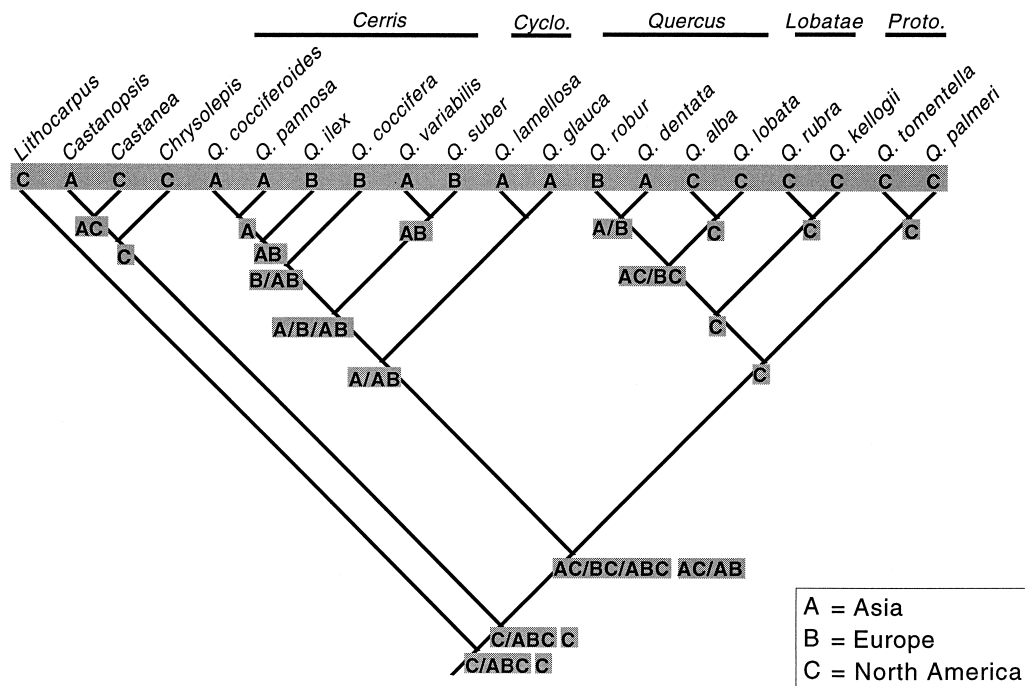 Cerris Cyclo. Quercus Lobatae Proto.
Lithocarpus Castanopsis Castanea Chrysolepis Q. cocciferoides Q. pannosa Q. ilex Q. coccifera Q. variabilis Q. suber Q. lamellosa Q. glauca Q. robur Q. dentata Q. alba Q. lobata Q. rubra Q. kellogii Q. tomentella Q. palmeri
C A C C A A B B A B A A B A C C C C C C
AC A AB A/B C C C
C AB
B/AB AC/BC
A/B/AB C
A/AB C
AC/BC/ABC AC/AB
C/ABC C
C/ABC C
A = Asia
B = Europe
C = North America